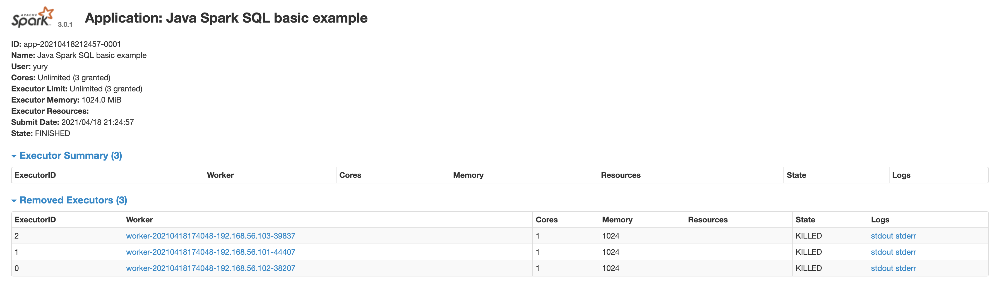 APACHE
Spark™ 3.0.1 Application: Java Spark SQL basic example
ID: app-20210418212457-0001
Name: Java Spark SQL basic example
User: yury
Cores: Unlimited (3 granted)
Executor Limit: Unlimited (3 granted)
Executor Memory: 1024.0 MiB
Executor Resources:
Submit Date: 2021/04/18 21:24:57
State: FINISHED
Executor Summary (3)
ExecutorID Worker Cores Memory Resources State Logs
Removed Executors (3)
ExecutorID Worker Cores Memory Resources State Logs
2 worker-20210418174048-192.168.56.103-39837 1 1024 KILLED stdout stderr
1 worker-20210418174048-192.168.56.101-44407 1 1024 KILLED stdout stderr
0 worker-20210418174048-192.168.56.102-38207 1 1024 KILLED stdout stderr